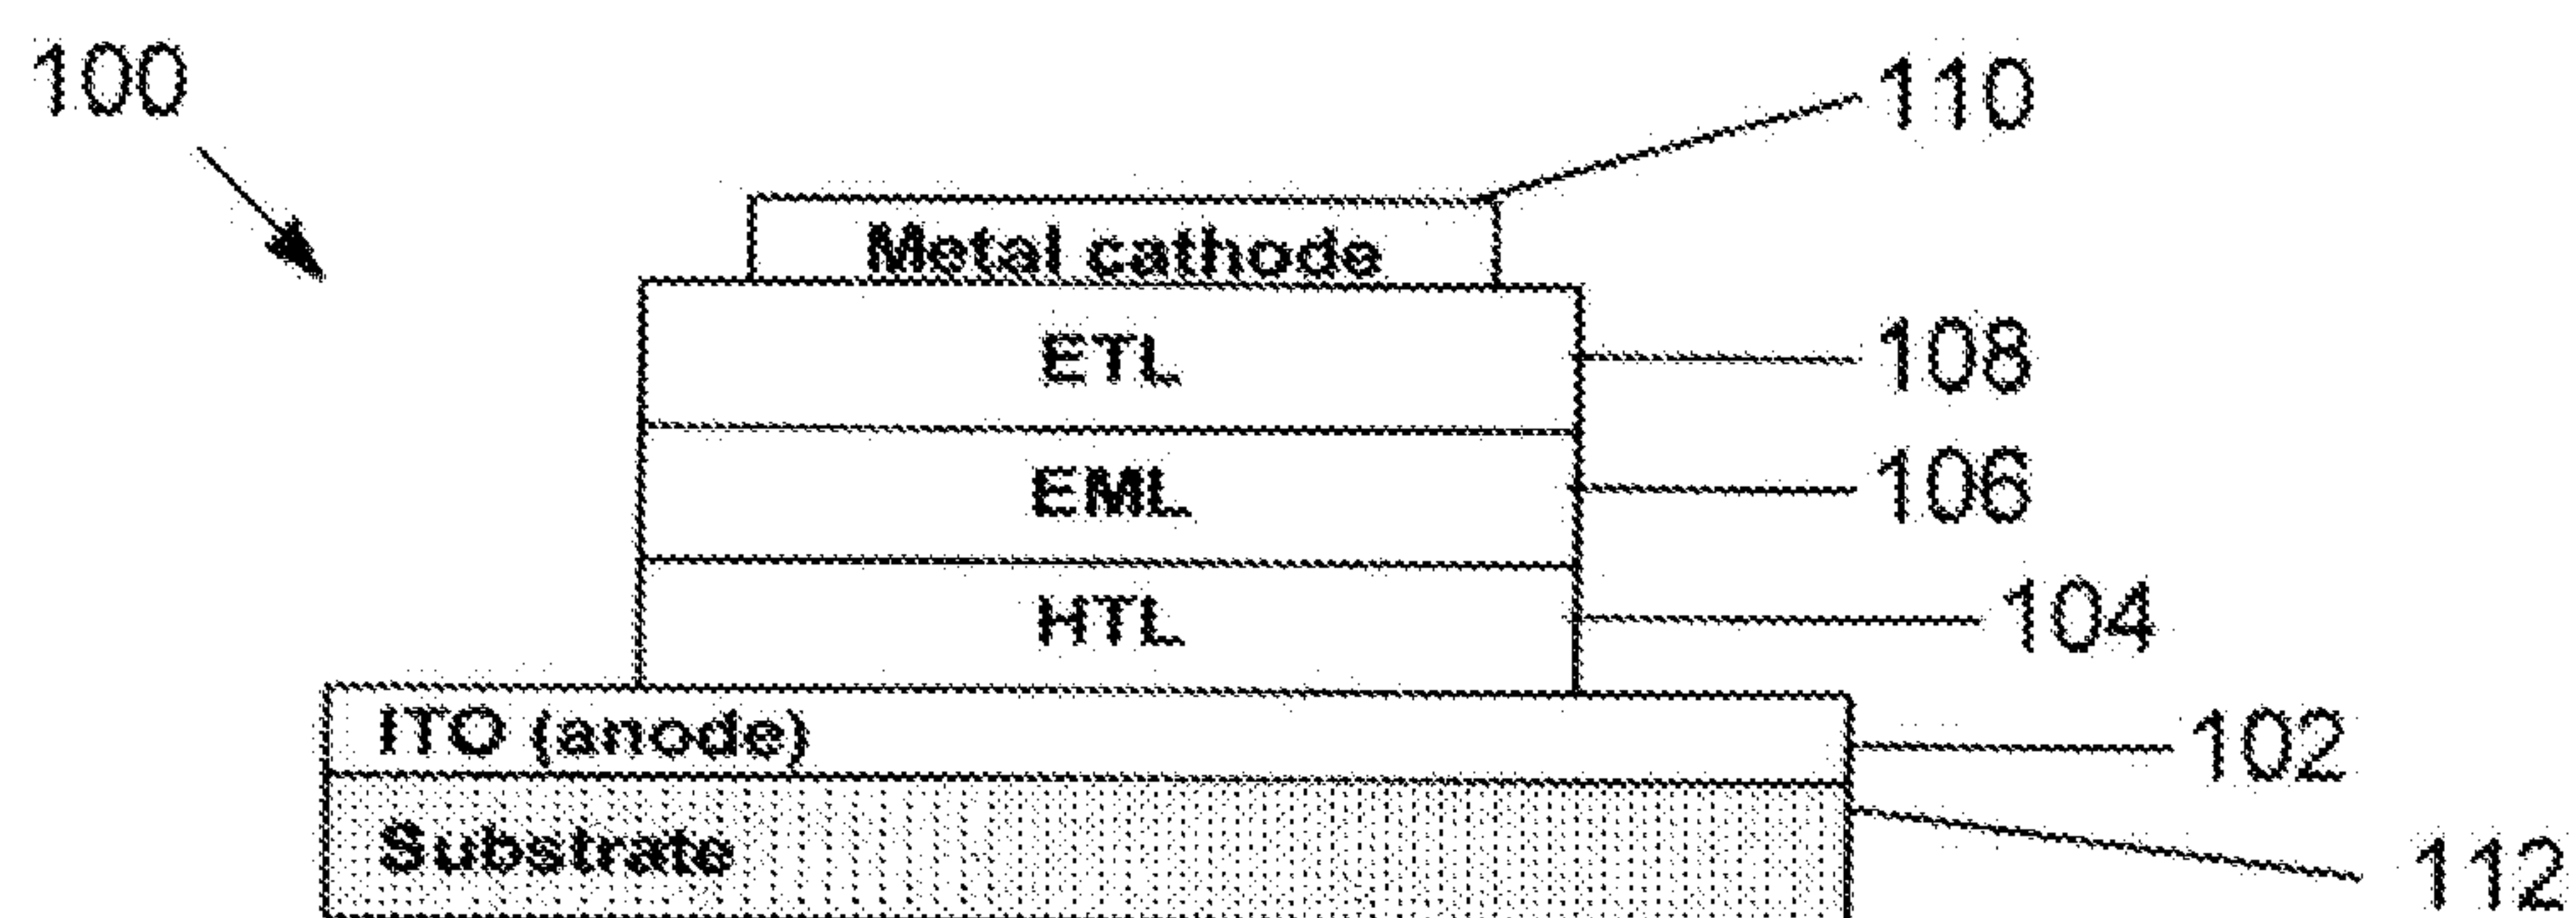 100
110
Metal cathode
ETL
108
EML
106
HTL
104
ITO (anode)
102
Substrate
112